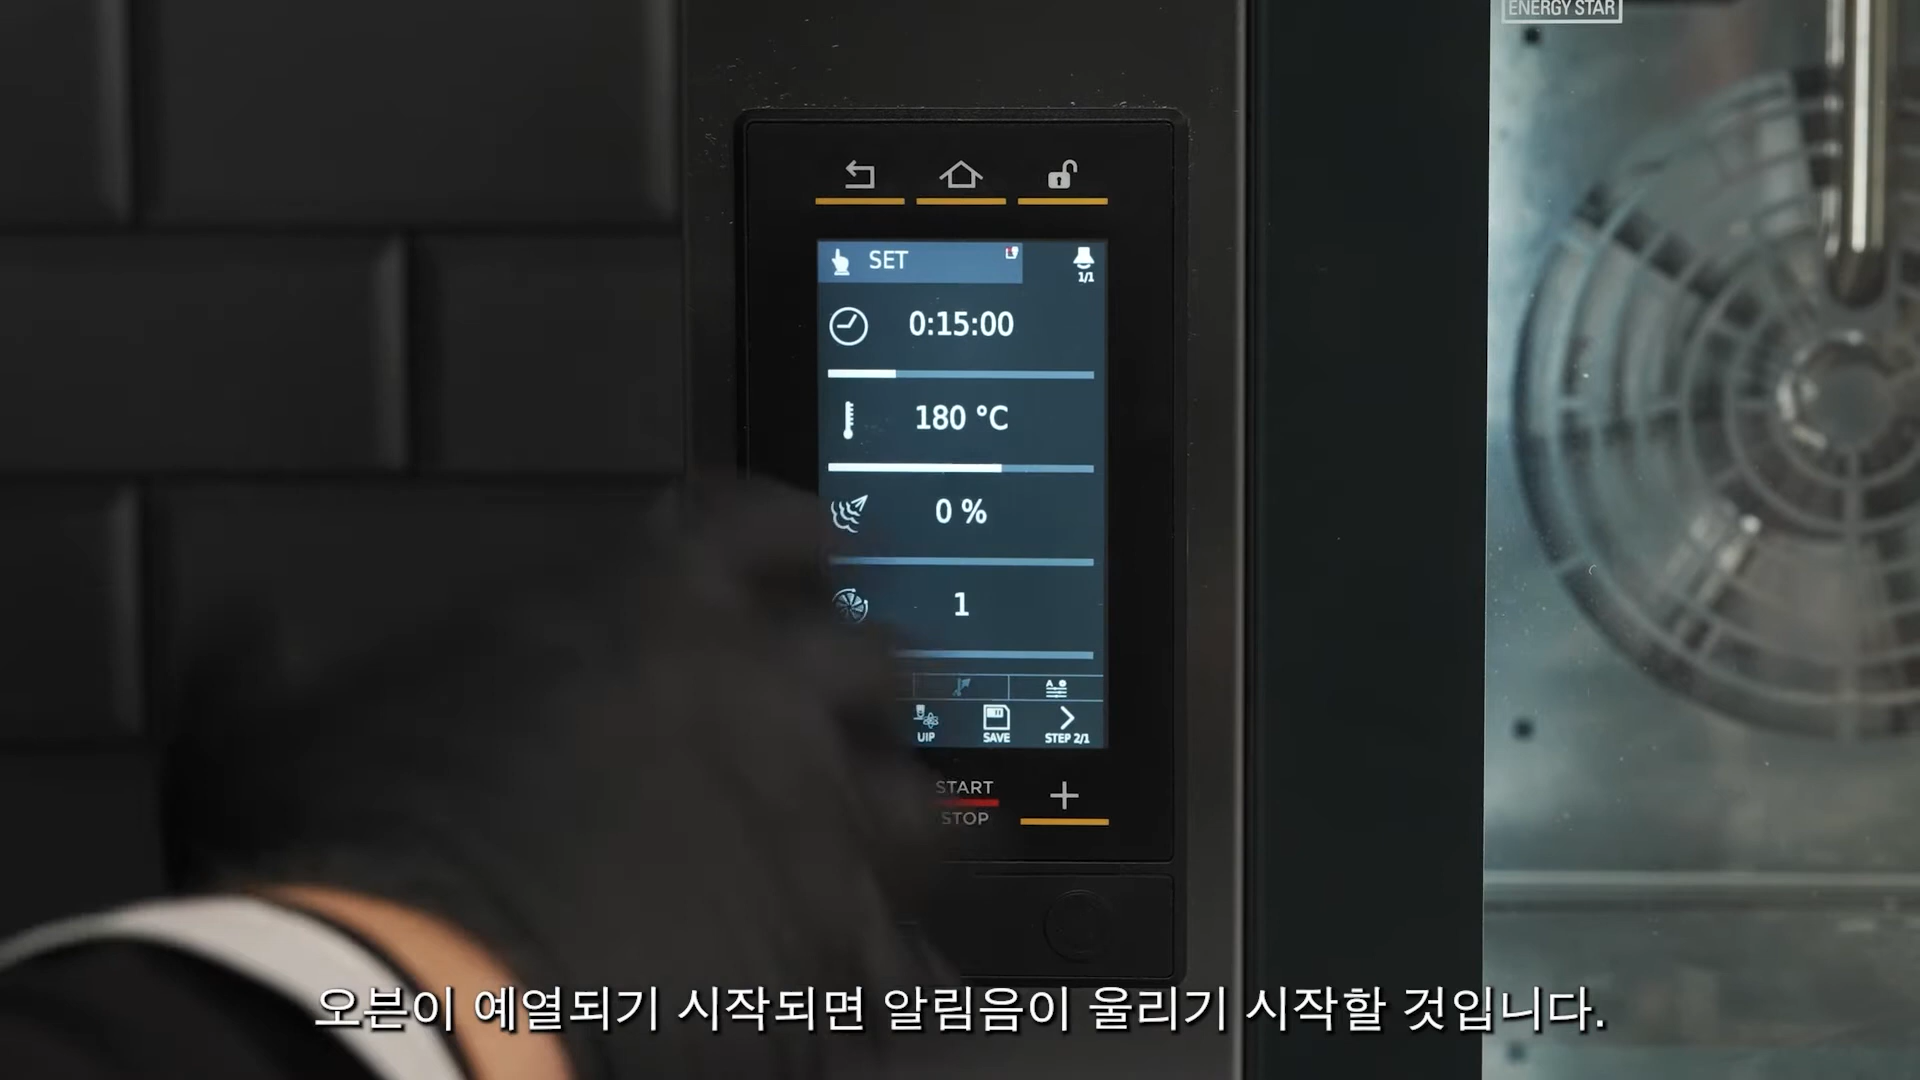 ENERGY STAR
SET
1/1
0:15:00
180 °C
0 %
1
SAVE
STEP 2/1
START
STOP
오븐이 예열되기 시작되면 알림음이 울리기 시작할 것입니다.